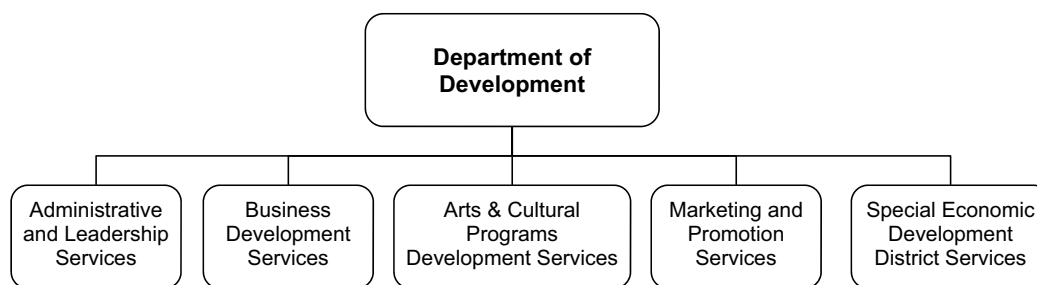 Department of
Development
Administrative
and Leadership
Services
Business
Development
Services
Arts & Cultural
Programs
Development Services
Marketing and
Promotion
Services
Special Economic
Development
District Services